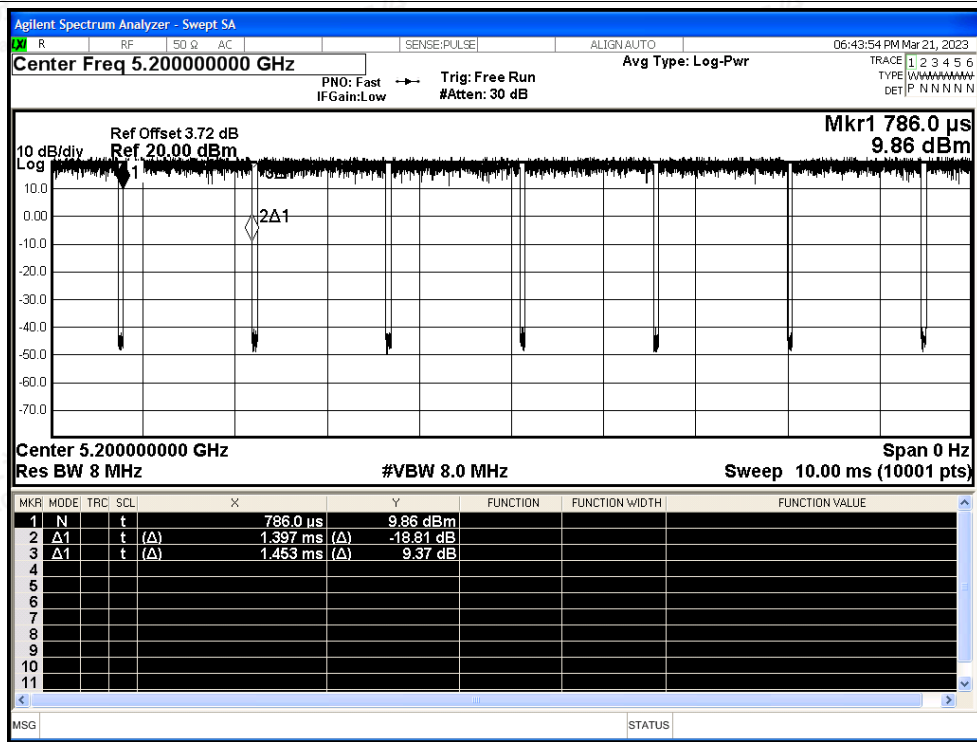 Agilent Spectrum Analyzer - Swept SA
LXI R RF 50 Ω AC SENSE:PULSE ALIGN AUTO 06:43:54 PM Mar 21, 2023
Center Freq 5.200000000 GHz Avg Type: Log-Pwr TRACE 1 2 3 4 5 6
PNO: Fast Trig: Free Run TYPE WWWWWW
IFGain:Low #Atten: 30 dB DET P N N N N N
Mkr1 786.0 µs
Ref Offset 3.72 dB
10 dB/div Ref 20.00 dBm 9.86 dBm
Log
1
3Δ1
10.0
0.00
2Δ1
-10.0
-20.0
-30.0
-40.0
-50.0
-60.0
-70.0
Center 5.200000000 GHz Span 0 Hz
Res BW 8 MHz #VBW 8.0 MHz Sweep 10.00 ms (10001 pts)
MKR MODE TRC SCL X Y FUNCTION FUNCTION WIDTH FUNCTION VALUE
1 N t 786.0 µs 9.86 dBm
2 Δ1 t (Δ) 1.397 ms (Δ) -18.81 dB
3 Δ1 t (Δ) 1.453 ms (Δ) 9.37 dB
4
5
6
7
8
9
10
11
MSG STATUS